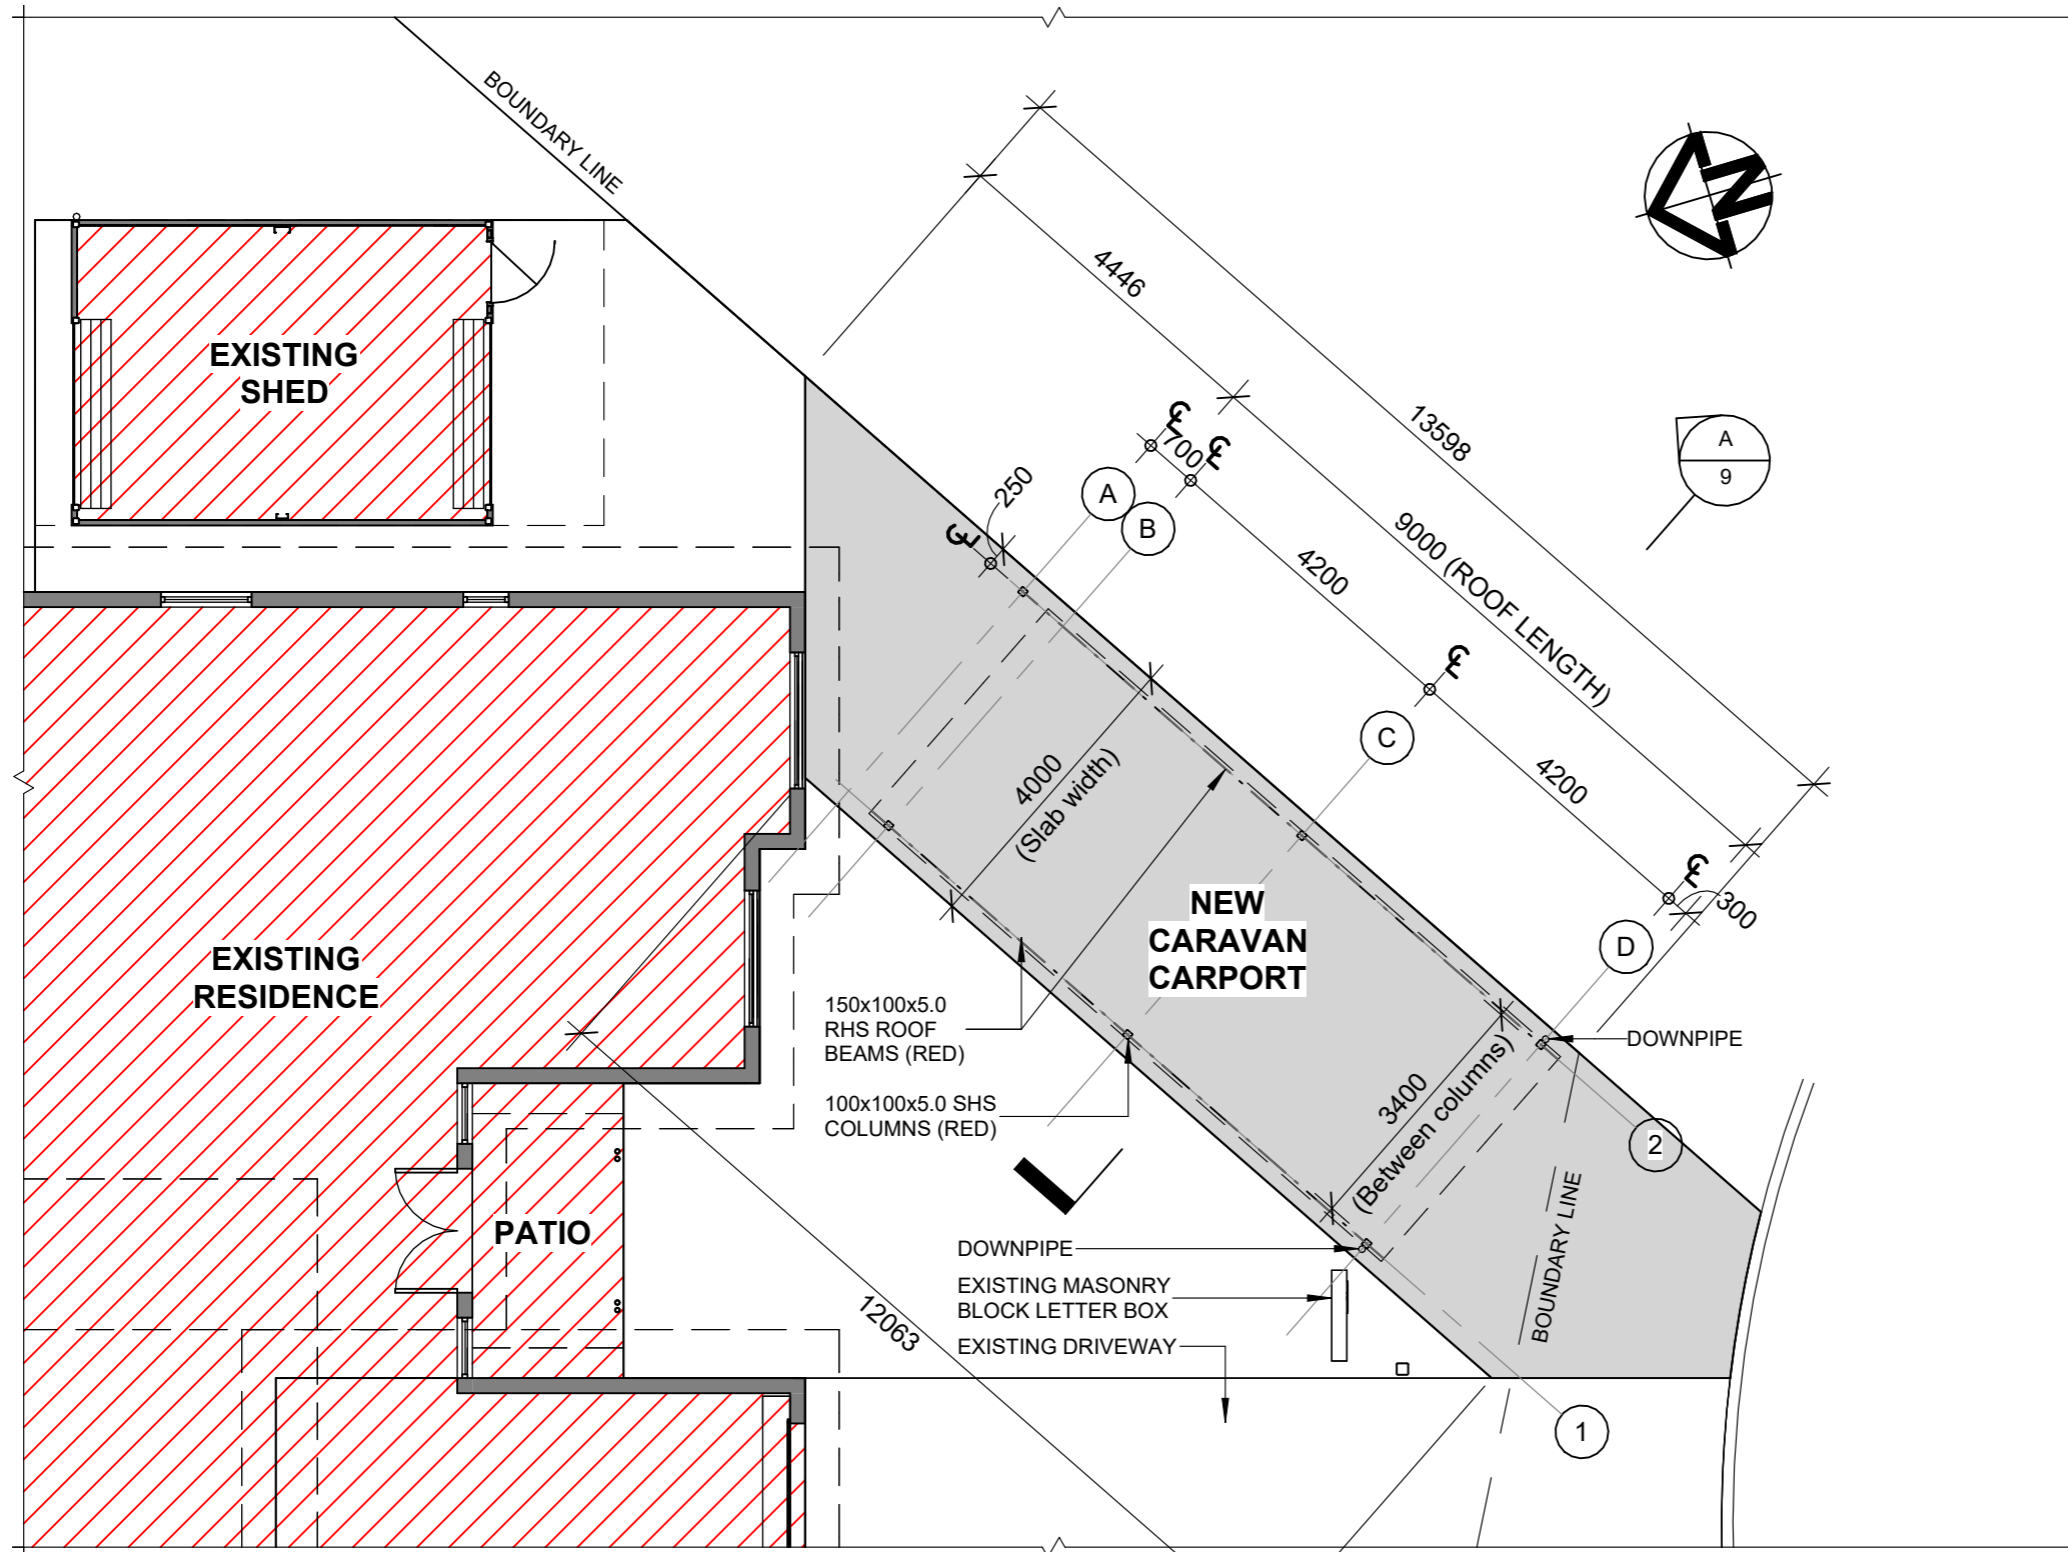 BOUNDARY LINE
N
4446
13598
A
9
EXISTING
SHED
℄
700
℄
250
A
B
℄
4200
9000 (ROOF LENGTH)
℄
C
4200
4000
(Slab width)
℄
300
NEW
CARAVAN
CARPORT
D
EXISTING
RESIDENCE
150x100x5.0
RHS ROOF
BEAMS (RED)
DOWNPIPE
100x100x5.0 SHS
COLUMNS (RED)
3400
(Between columns)
2
PATIO
BOUNDARY LINE
DOWNPIPE
EXISTING MASONRY
BLOCK LETTER BOX
EXISTING DRIVEWAY
12063
1